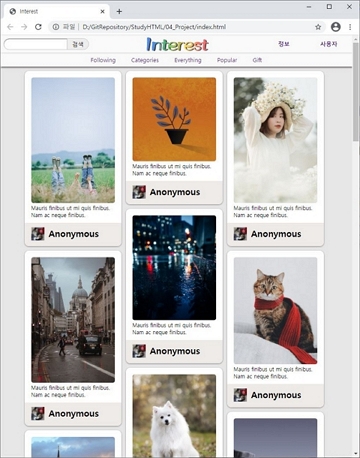 Interest
파일 | D:/GitRepository/StudyHTML/04_Project/index.html
검색
Interest
정보
사용자
Following Categories Everything Popular Gift
Mauris finibus ut mi quis finibus.
Nam ac neque finibus.
Anonymous
Mauris finibus ut mi quis finibus.
Nam ac neque finibus.
Anonymous
Mauris finibus ut mi quis finibus.
Nam ac neque finibus.
Anonymous
Mauris finibus ut mi quis finibus.
Nam ac neque finibus.
Anonymous
Mauris finibus ut mi quis finibus.
Nam ac neque finibus.
Anonymous
Mauris finibus ut mi quis finibus.
Nam ac neque finibus.
Anonymous